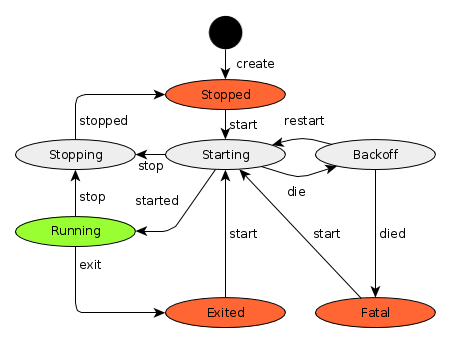 create
Stopped
stopped
start
restart
Stopping
Starting
Backoff
stop
die
stop
started
Running
start
start
died
exit
Exited
Fatal